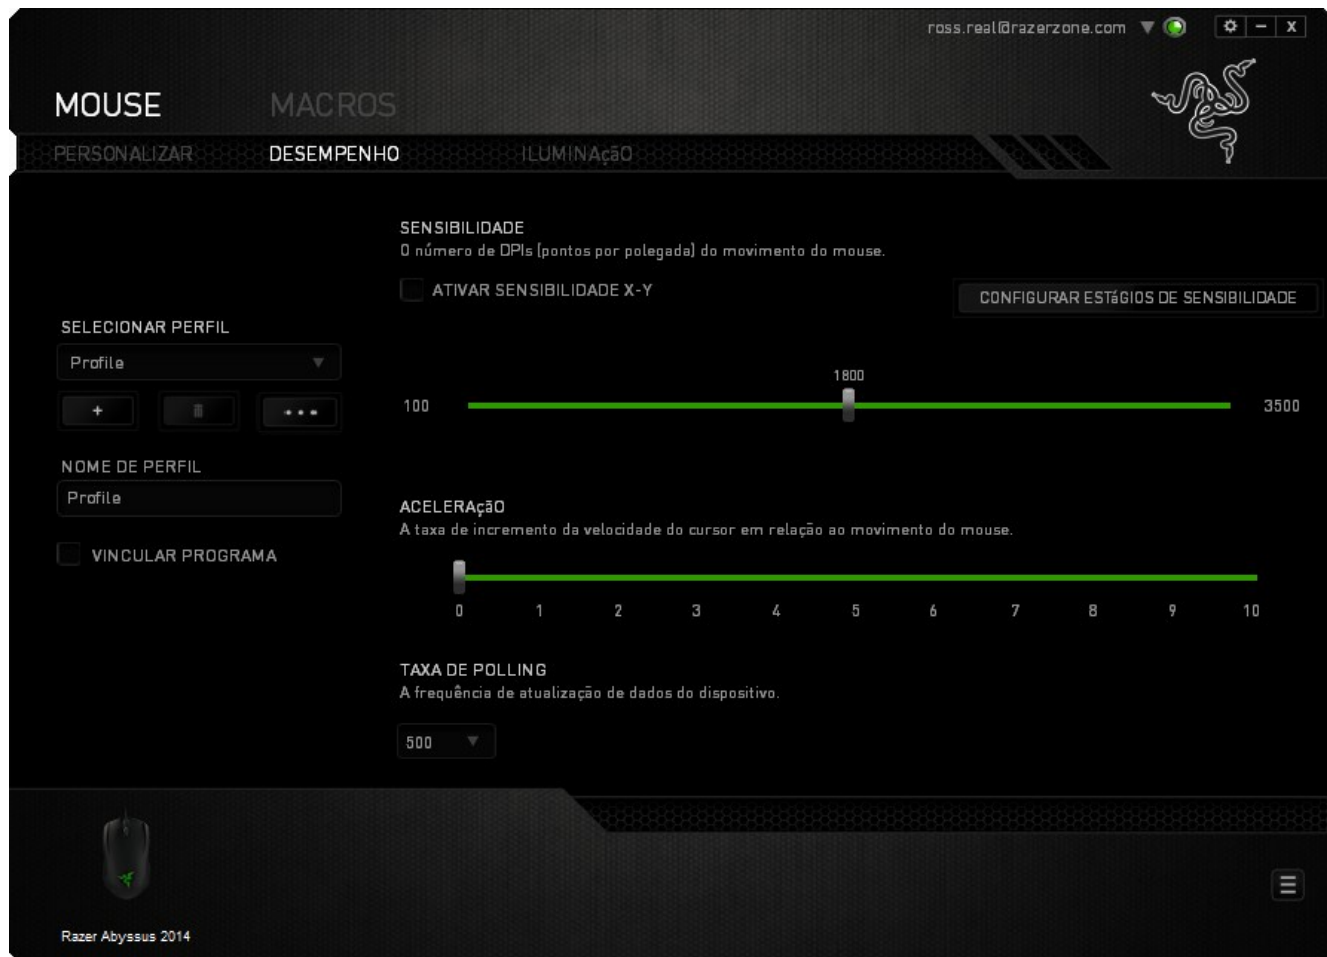 ross.real@razerzone.com
X
MOUSE
MACROS
PERSONALIZAR
DESEMPENHO
ILUMINAçãO
SENSIBILIDADE
O número de DPIs (pontos por polegada) do movimento do mouse.
ATIVAR SENSIBILIDADE X-Y
CONFIGURAR ESTáGIOS DE SENSIBILIDADE
SELECIONAR PERFIL
Profile
+
1800
100
3500
NOME DE PERFIL
Profile
ACELERAçãO
A taxa de incremento da velocidade do cursor em relação ao movimento do mouse.
VINCULAR PROGRAMA
0 1 2 3 4 5 6 7 8 9 10
TAXA DE POLLING
A frequência de atualização de dados do dispositivo.
500
Razer Abyssus 2014